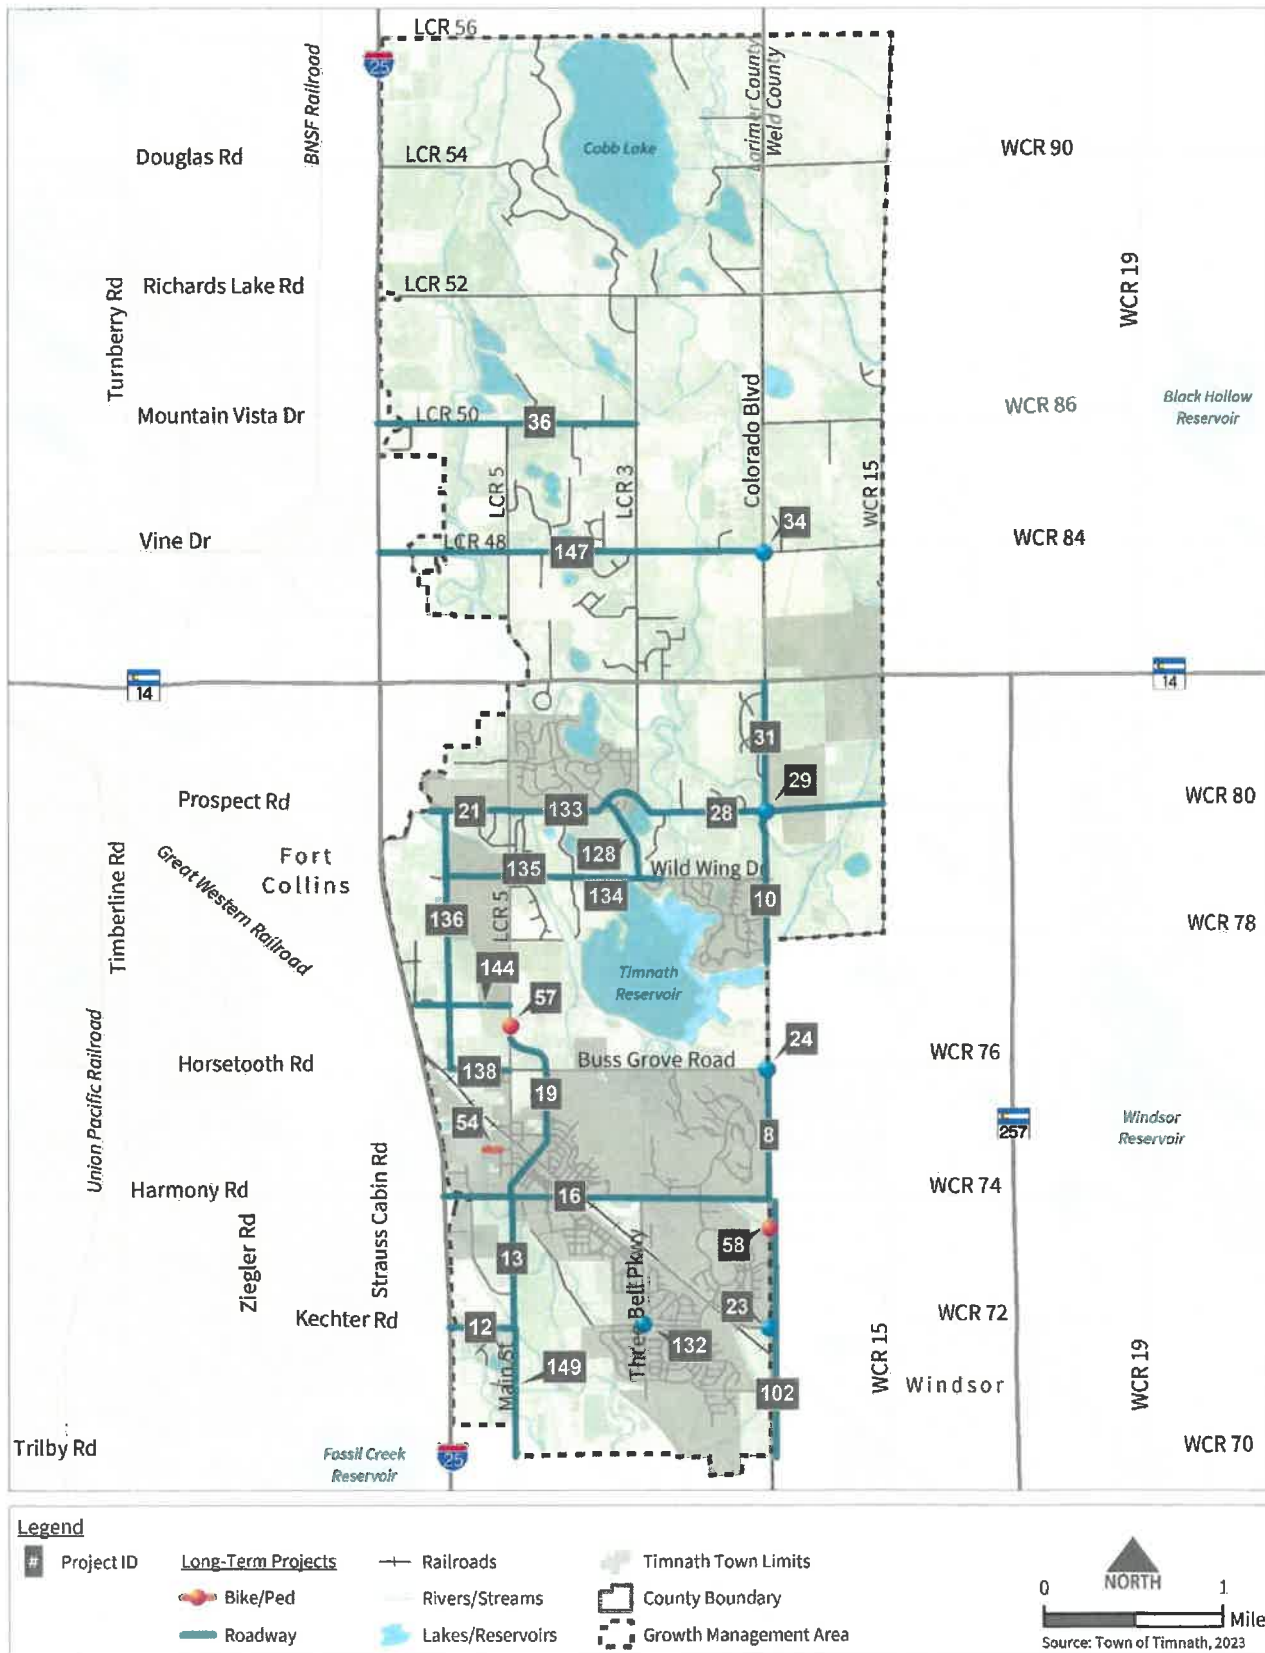 LCR 56
25
BNSF Railroad
Larimer County
Weld County
Cobb Lake
Douglas Rd
LCR 54
WCR 90
Richards Lake Rd
LCR 52
WCR 19
Turnberry Rd
Mountain Vista Dr
LCR 50
36
Colorado Blvd
WCR 86
Black Hollow
Reservoir
LCR 5
LCR 3
WCR 15
34
Vine Dr
LCR 48
147
WCR 84
14
14
31
29
Prospect Rd
21
133
28
WCR 80
128
Timberline Rd
Great Western Railroad
Fort
Collins
135
Wild Wing Dr
134
10
136
LCR 5
WCR 78
144
57
Timnath
Reservoir
24
Union Pacific Railroad
Horsetooth Rd
138
Buss Grove Road
WCR 76
19
54
8
257
Windsor
Reservoir
Strauss Cabin Rd
Harmony Rd
16
WCR 74
Ziegler Rd
13
Three Bell Pkwy
58
23
Kechter Rd
12
132
WCR 72
Main St
149
102
WCR 15
Windsor
WCR 19
Trilby Rd
Fossil Creek
Reservoir
25
WCR 70
Legend
# Project ID
Long-Term Projects
Bike/Ped
Roadway
Railroads
Rivers/Streams
Lakes/Reservoirs
Timnath Town Limits
County Boundary
Growth Management Area
NORTH
0 1
Mile
Source: Town of Timnath, 2023